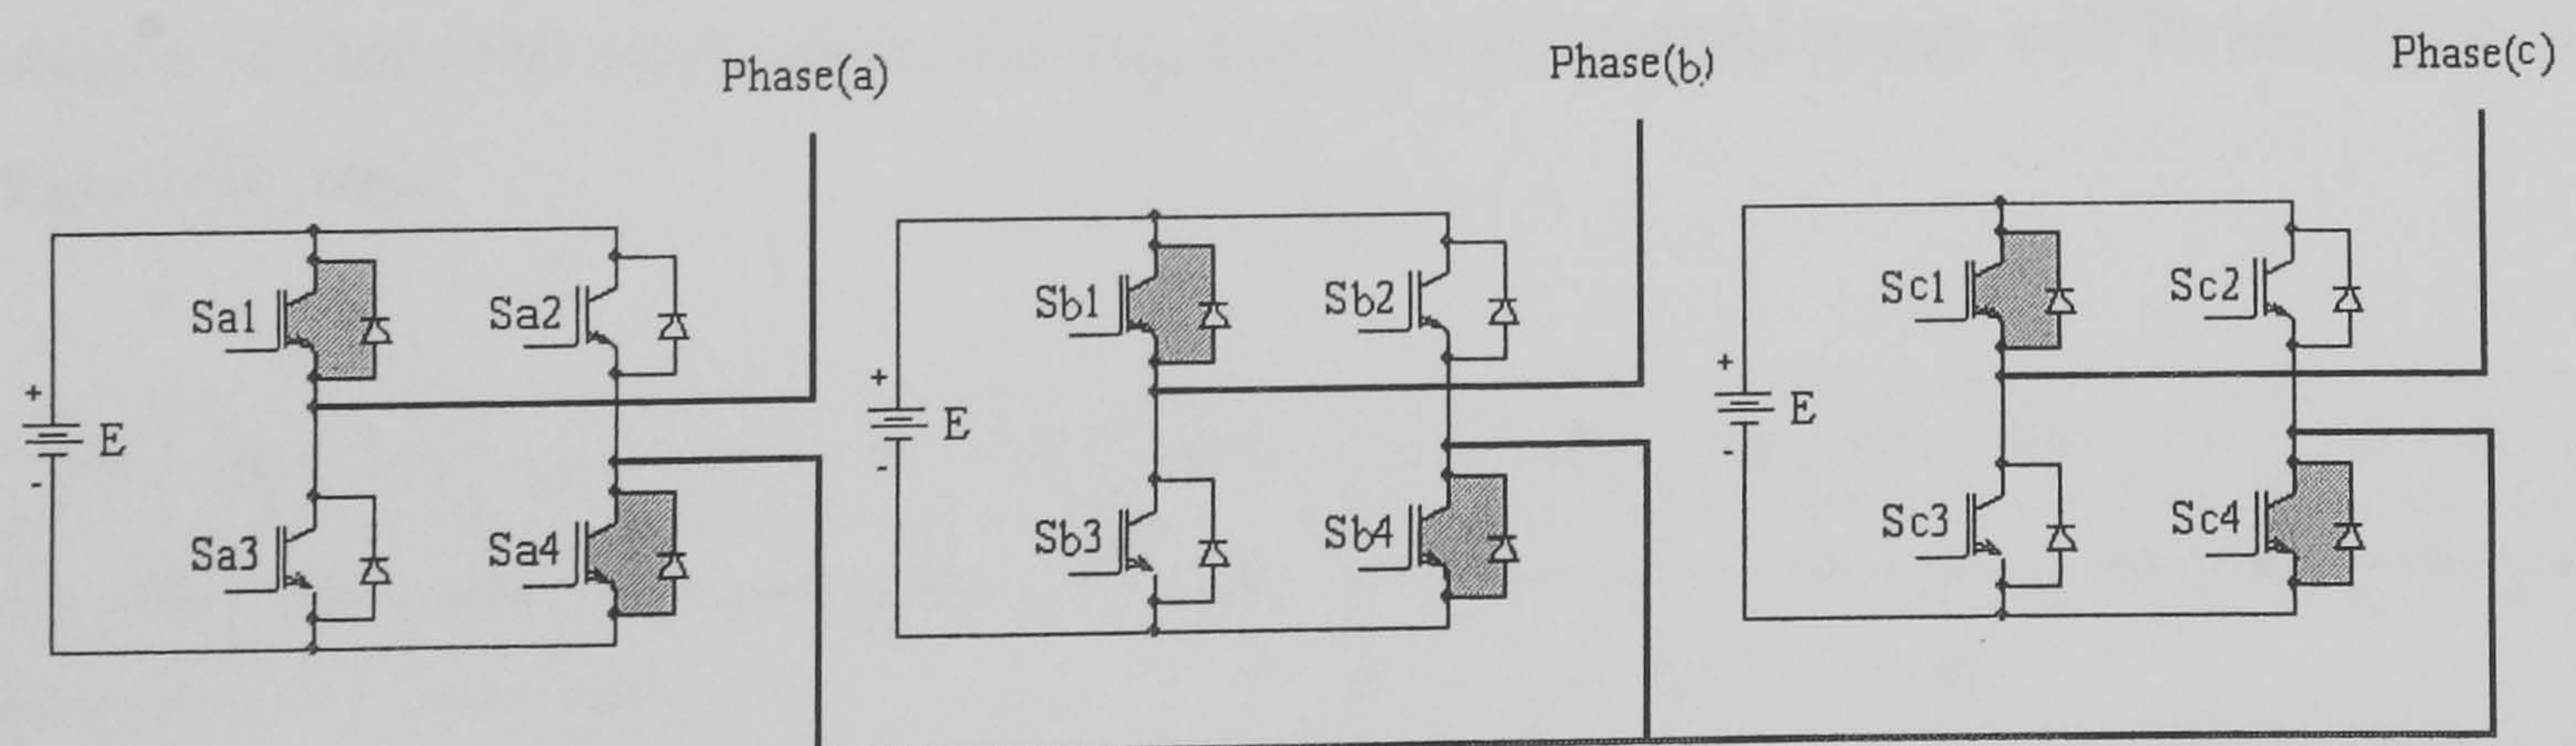 Phase(a)
Phase(b)
Phase(c)
Sa1
Sa2
Sb1
Sb2
Sc1
Sc2
+
E
-
+
E
-
+
E
-
Sa3
Sa4
Sb3
Sb4
Sc3
Sc4